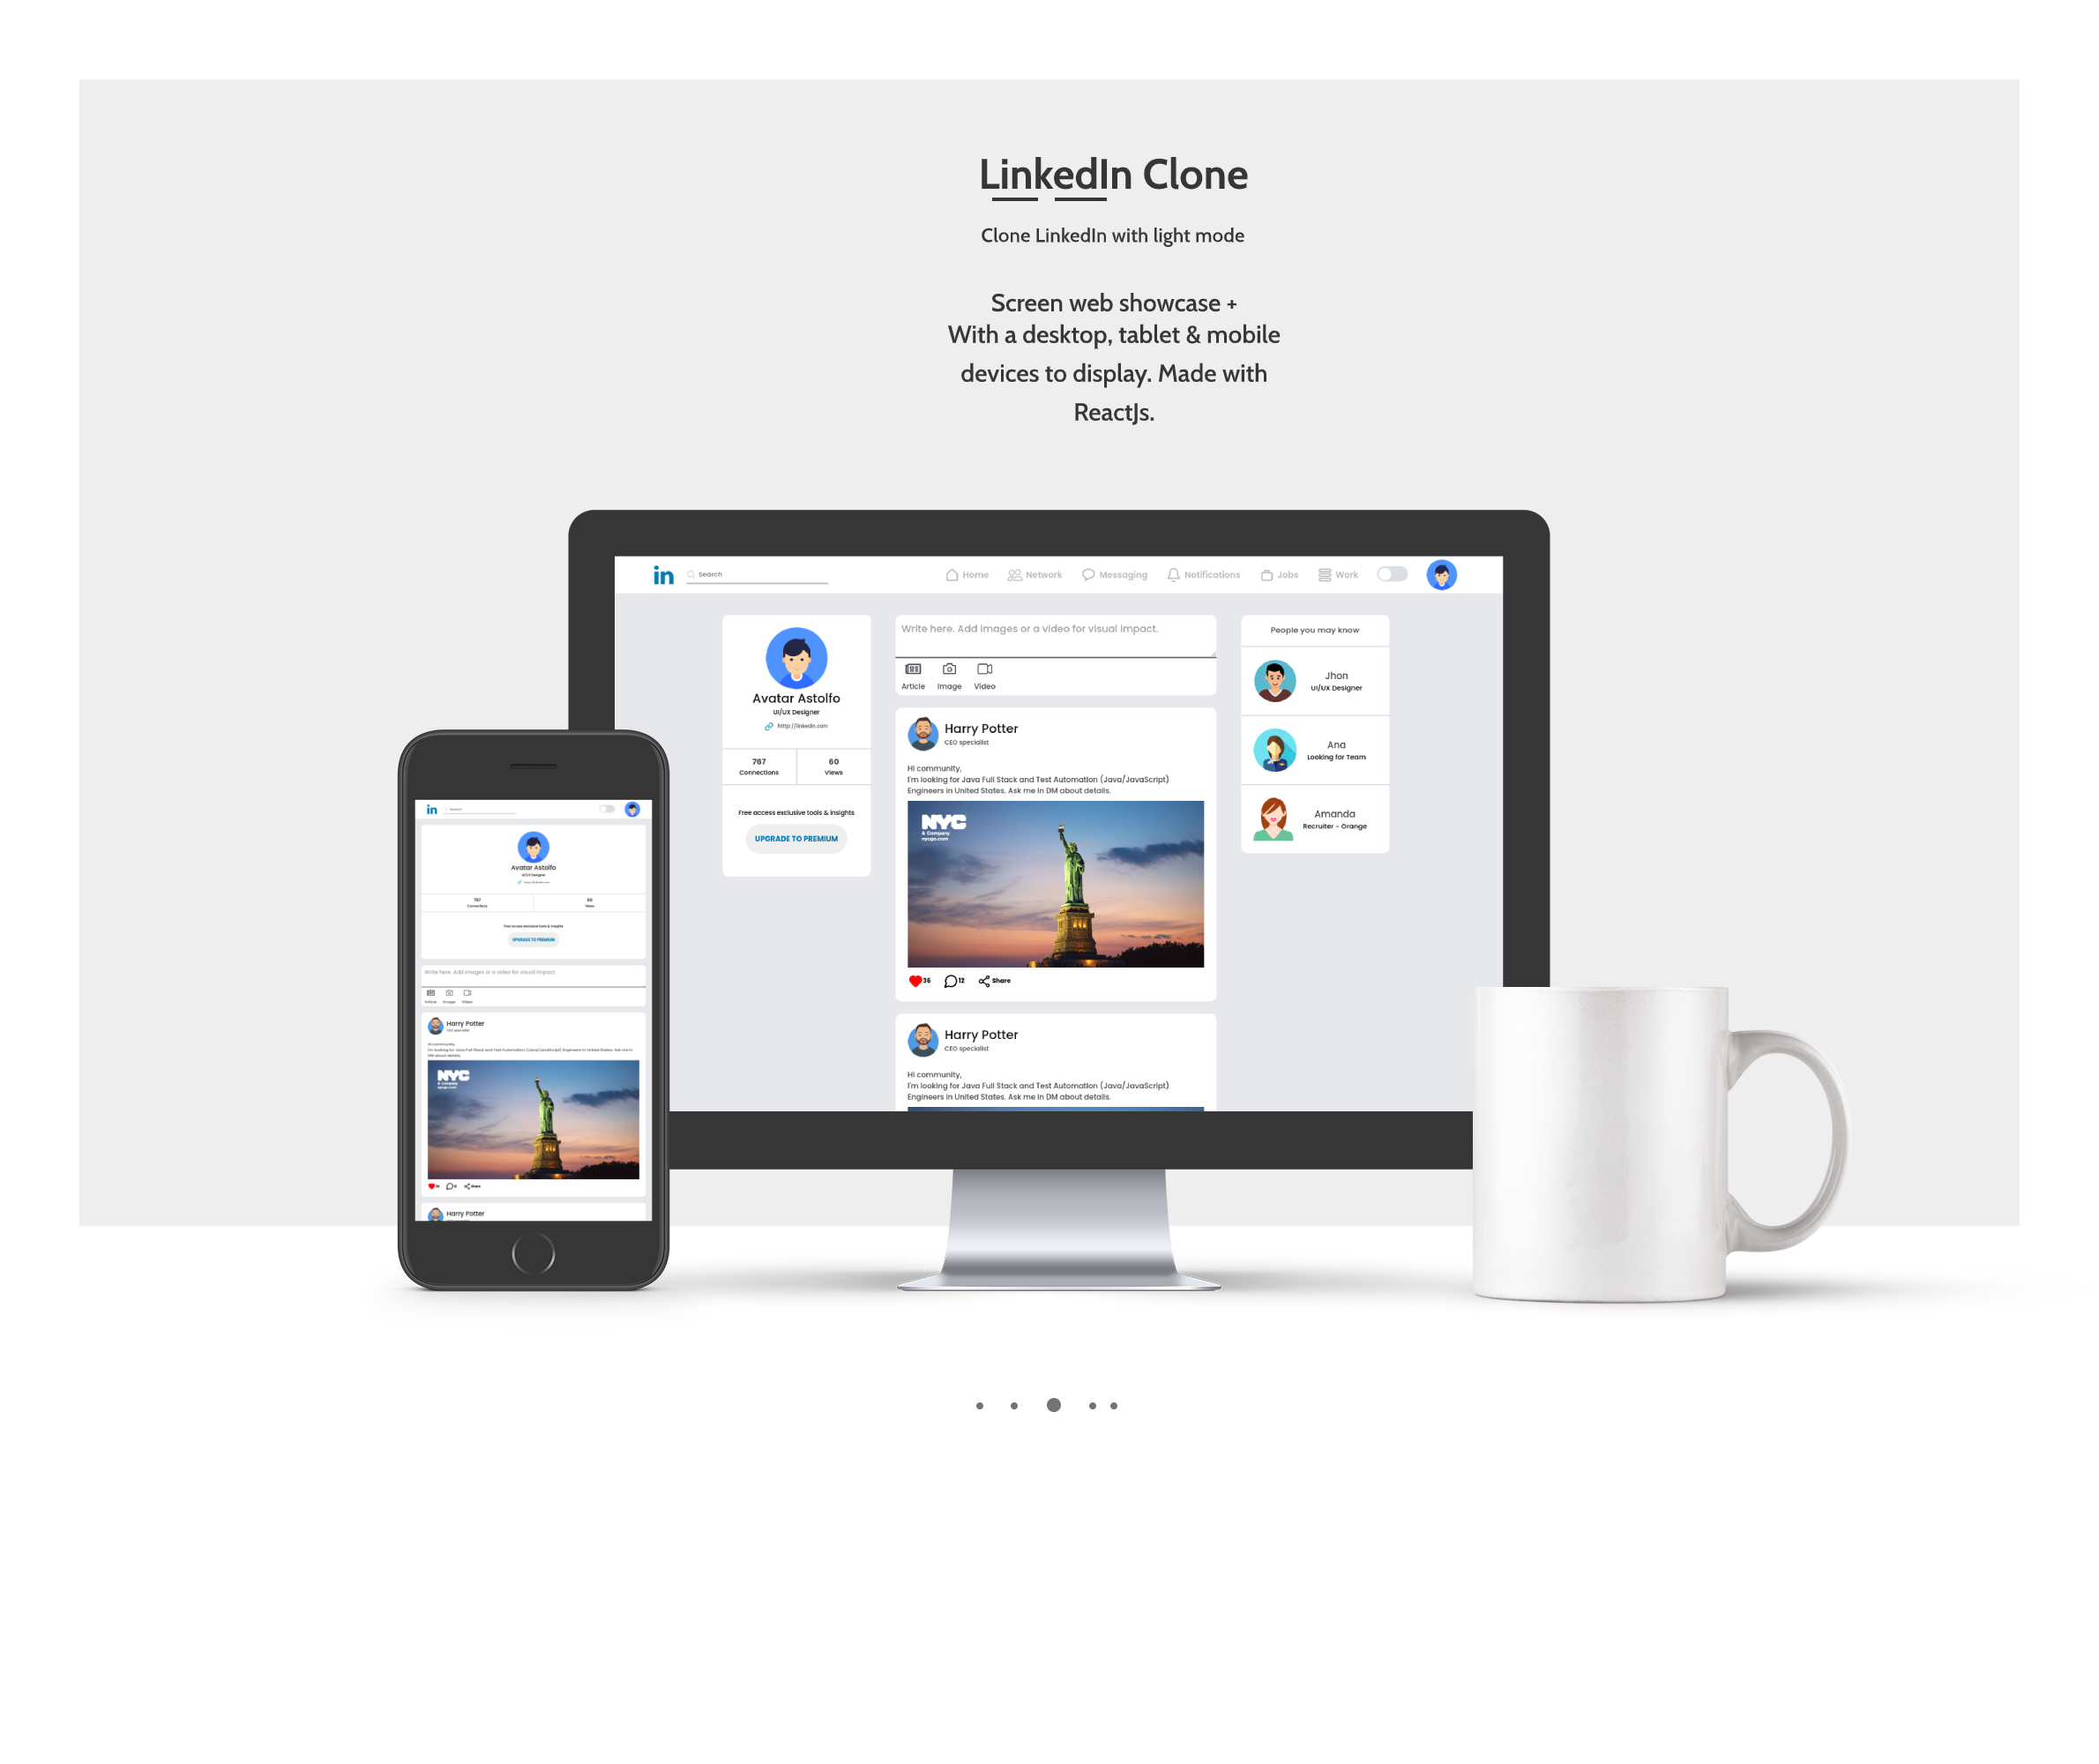 LinkedIn Clone
Clone LinkedIn with light mode
Screen web showcase +
With a desktop, tablet & mobile
devices to display. Made with
ReactJs.
in
Search
Home
Network
Messaging
Notifications
Jobs
Work
Avatar Astolfo
UI/UX Designer
http://linkedin.com
767
Connections
60
Views
Free access exclusive tools & insights
UPGRADE TO PREMIUM
Write here. Add images or a video for visual impact.
Article
Image
Video
Harry Potter
CEO specialist
Hi community,
I'm looking for Java Full Stack and Test Automation (Java/JavaScript)
Engineers in United States. Ask me in DM about details.
NYC
& Company
nycgo.com
36
12
Share
Harry Potter
CEO specialist
Hi community,
I'm looking for Java Full Stack and Test Automation (Java/JavaScript)
Engineers in United States. Ask me in DM about details.
People you may know
Jhon
UI/UX Designer
Ana
Looking for Team
Amanda
Recruiter - Orange
in
Search
Avatar Astolfo
UI/UX Designer
767
Connections
60
Views
Free access exclusive tools & insights
UPGRADE TO PREMIUM
Write here. Add images or a video for visual impact.
Article
Image
Video
Harry Potter
CEO specialist
Hi community,
I'm looking for Java Full Stack and Test Automation (Java/JavaScript) Engineers in United States. Ask me in
DM about details.
NYC
& Company
nycgo.com
36
12
Share
Harry Potter